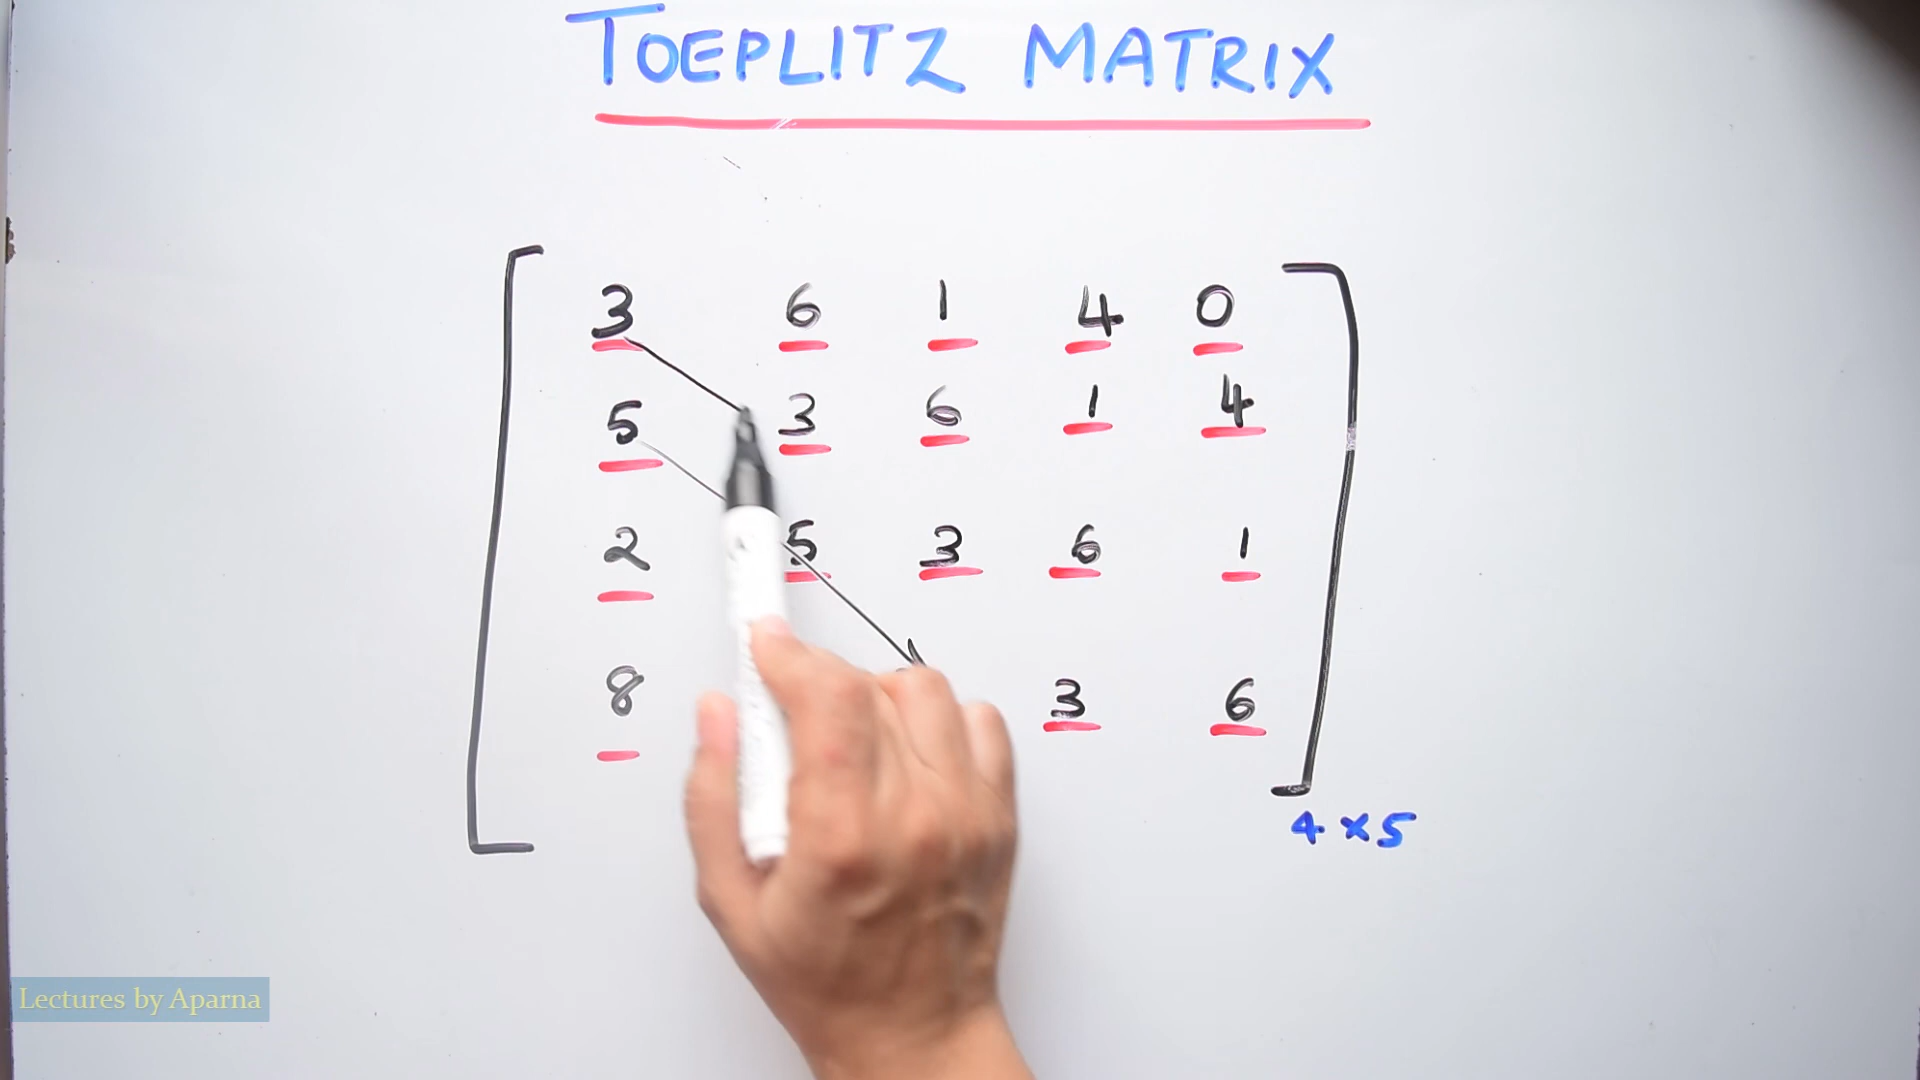 TOEPLITZ MATRIX
3 6 1 4 0
5 3 6 1 4
2 5 3 6 1
8 3 6
4 x 5
Lectures by Aparna